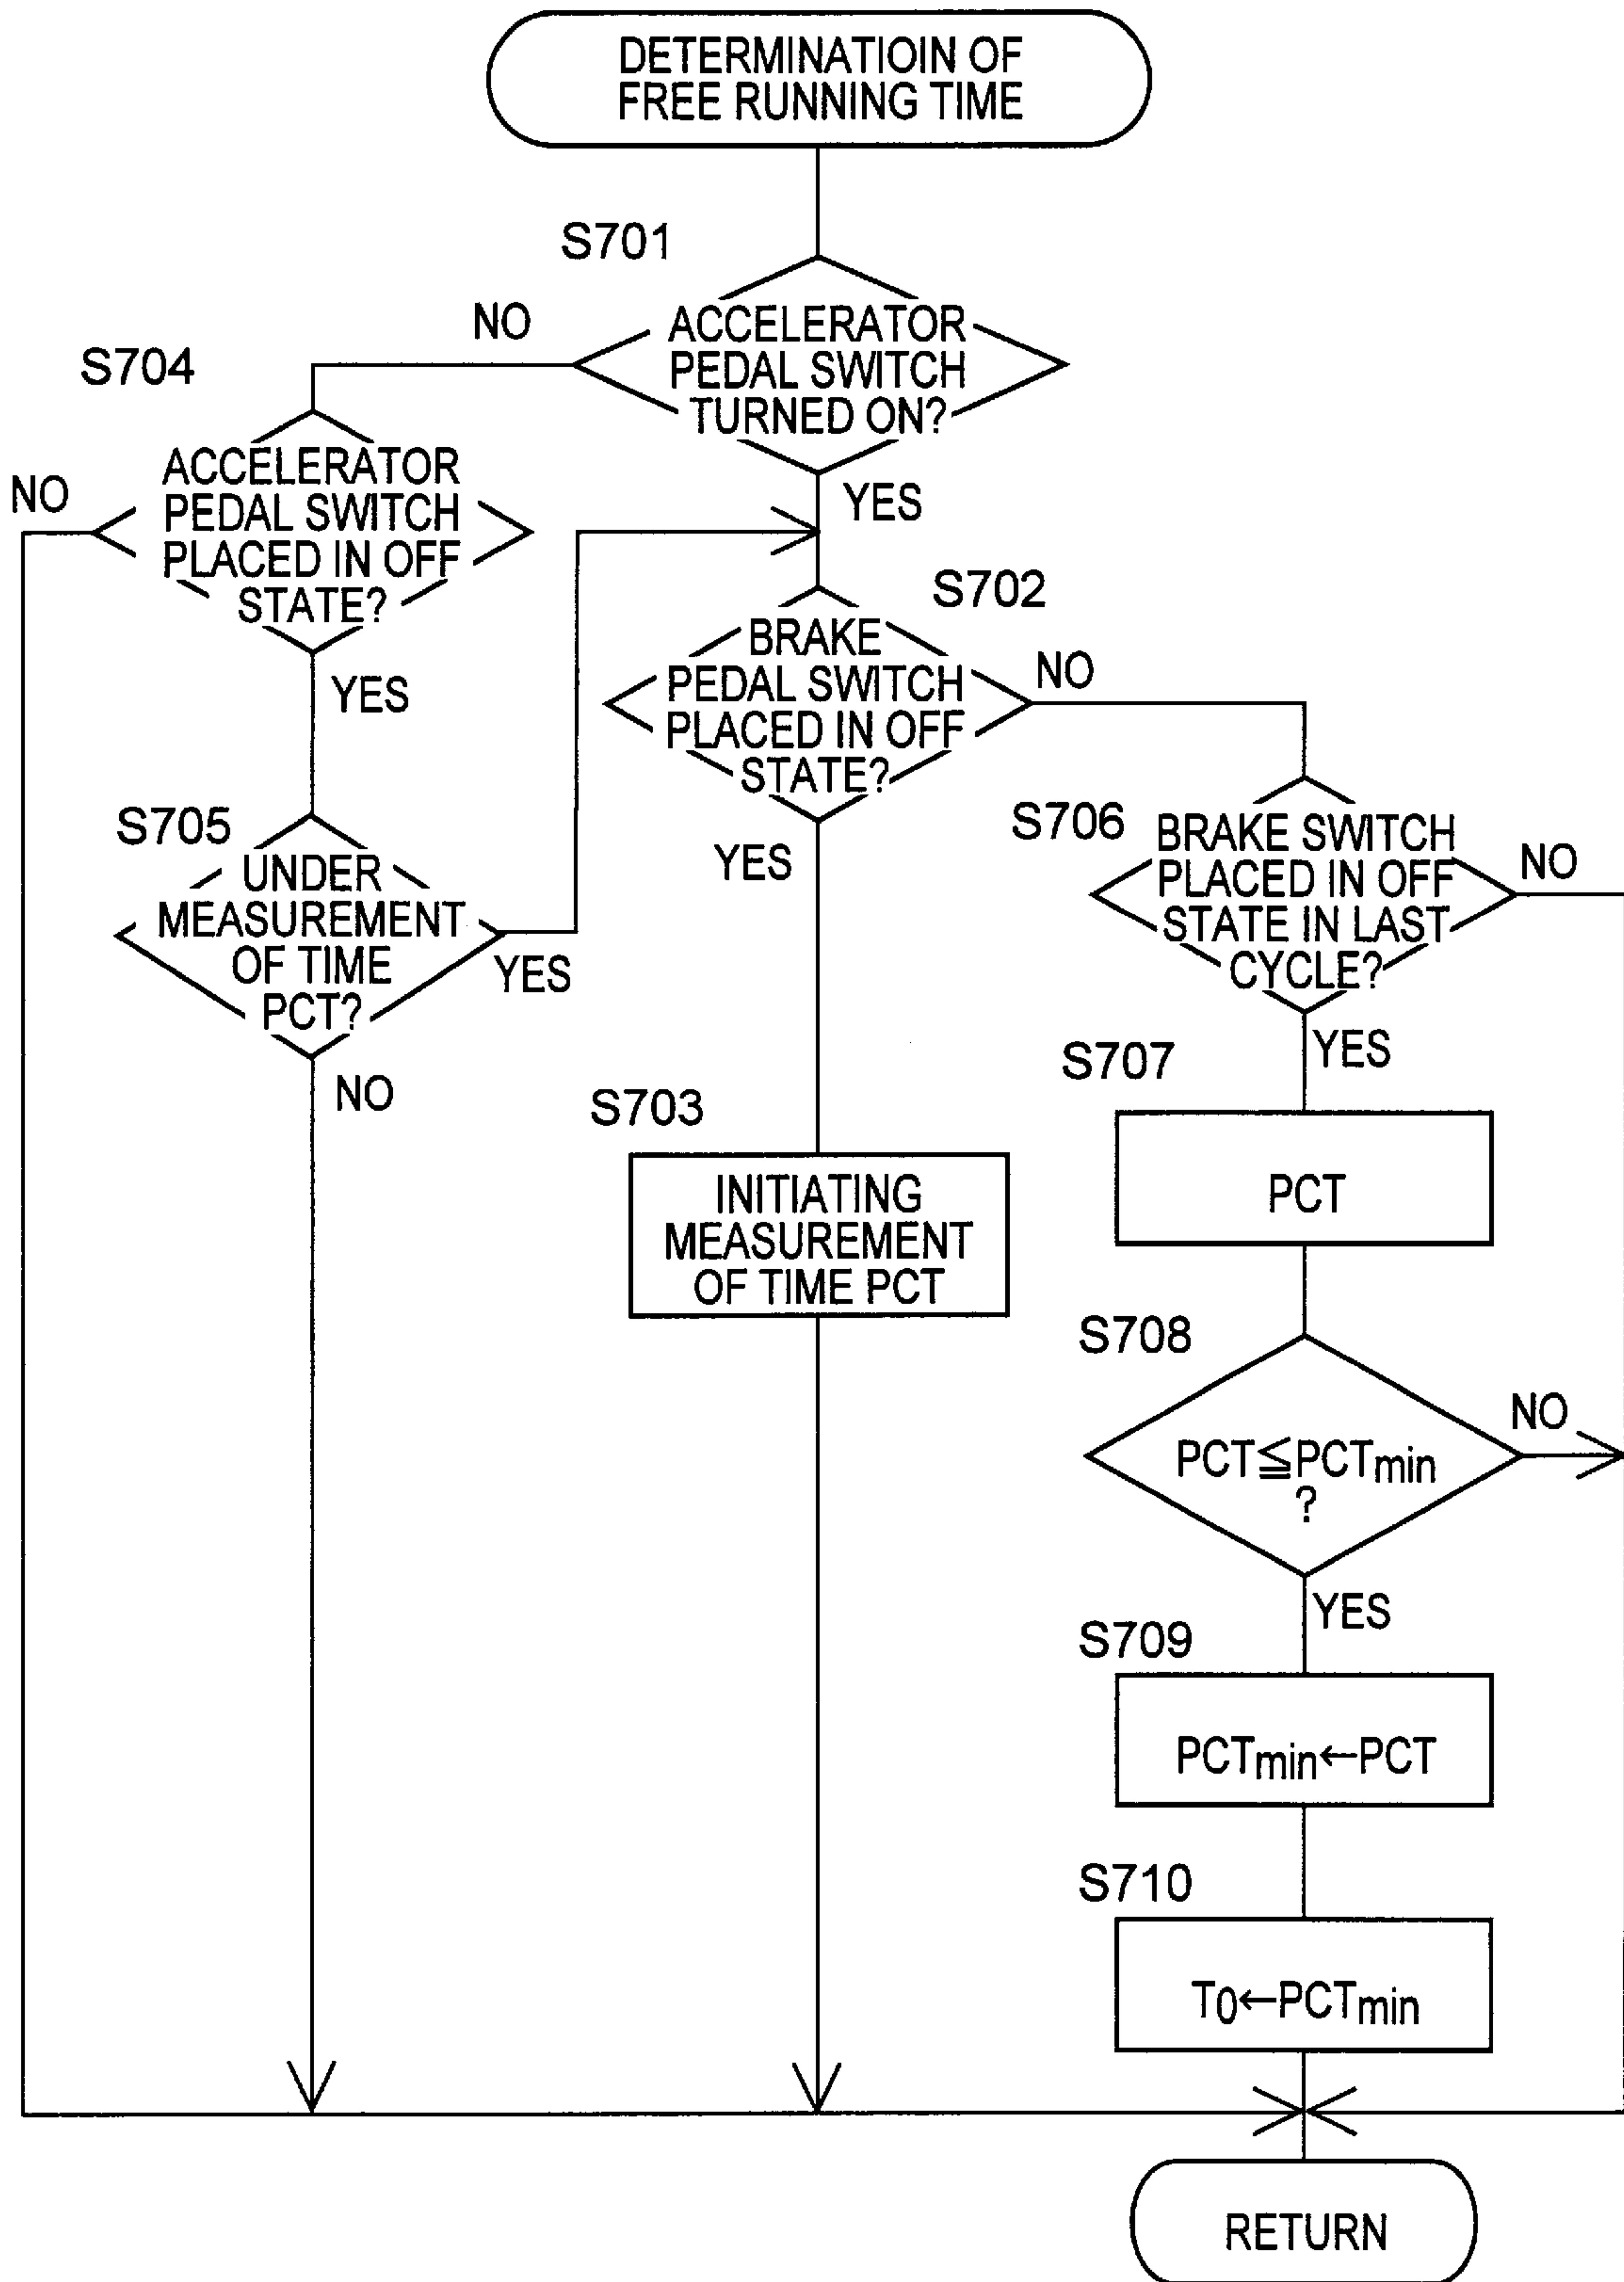 DETERMINATIOIN OF
FREE RUNNING TIME
S701
NO
ACCELERATOR
PEDAL SWITCH
TURNED ON?
YES
S704
NO
ACCELERATOR
PEDAL SWITCH
PLACED IN OFF
STATE?
YES
S702
BRAKE
PEDAL SWITCH
PLACED IN OFF
STATE?
NO
YES
S705
UNDER
MEASUREMENT
OF TIME
PCT?
YES
NO
S706
BRAKE SWITCH
PLACED IN OFF
STATE IN LAST
CYCLE?
NO
YES
S703
INITIATING
MEASUREMENT
OF TIME PCT
S707
PCT
S708
PCT≦PCTmin
?
NO
YES
S709
PCTmin←PCT
S710
T0←PCTmin
RETURN